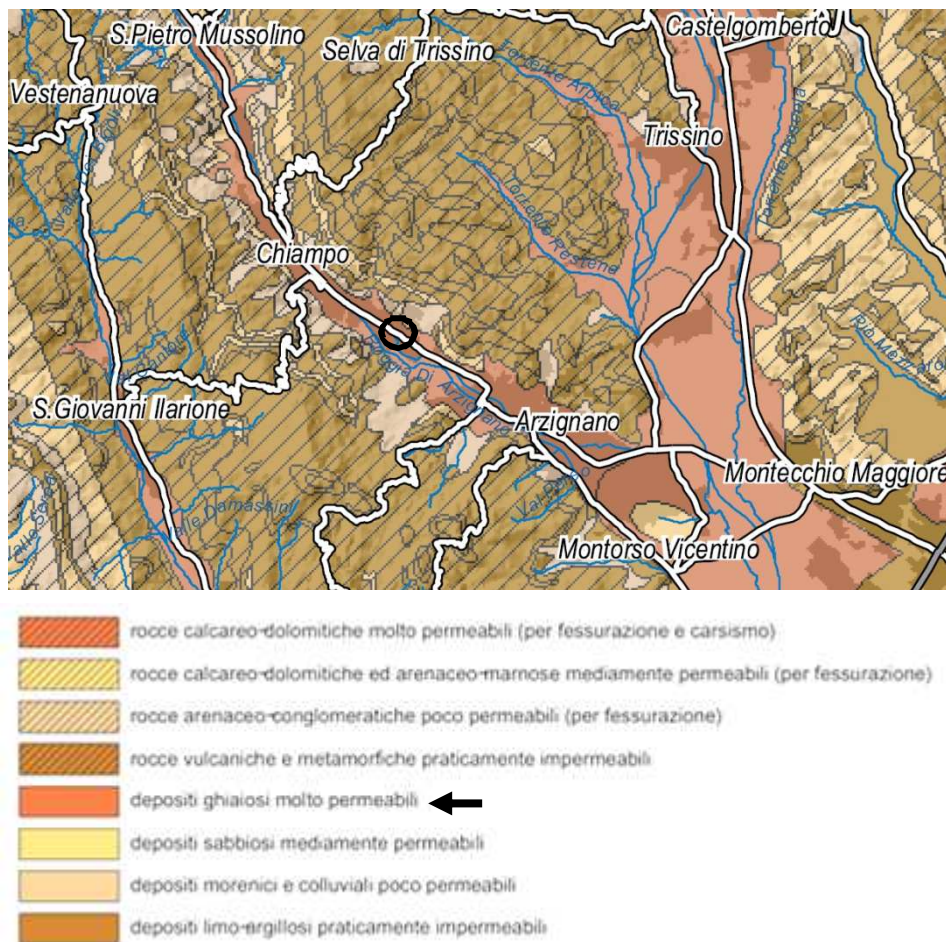 S.Pietro Mussolino
Castelgomberto
Selva di Trissino
Vestenanuova
Torrente Arpiga
Trissino
Torrente Restena
Chiampo
S.Giovanni Ilarione
Arzignano
Montecchio Maggiore
Montorso Vicentino
rocce calcareo-dolomitiche molto permeabili (per fessurazione e carsismo)
rocce calcareo-dolomitiche ed arenaceo-marnose mediamente permeabili (per fessurazione)
rocce arenaceo-conglomeratiche poco permeabili (per fessurazione)
rocce vulcaniche e metamorfiche praticamente impermeabili
depositi ghiaiosi molto permeabili
depositi sabbiosi mediamente permeabili
depositi morenici e colluviali poco permeabili
depositi limo-argillosi praticamente impermeabili